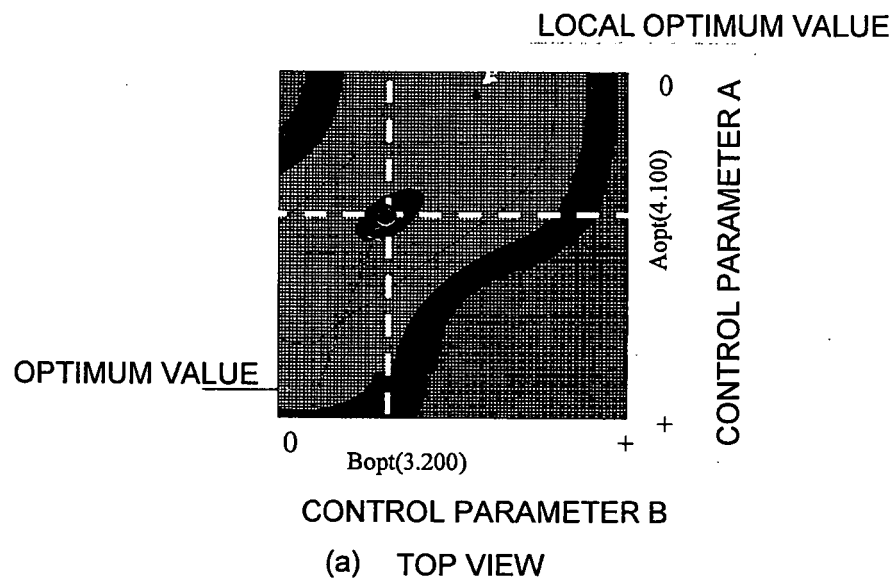 LOCAL OPTIMUM VALUE
0
Aopt(4.100)
CONTROL PARAMETER A
+
OPTIMUM VALUE
0
+
Bopt(3.200)
CONTROL PARAMETER B
(a) TOP VIEW